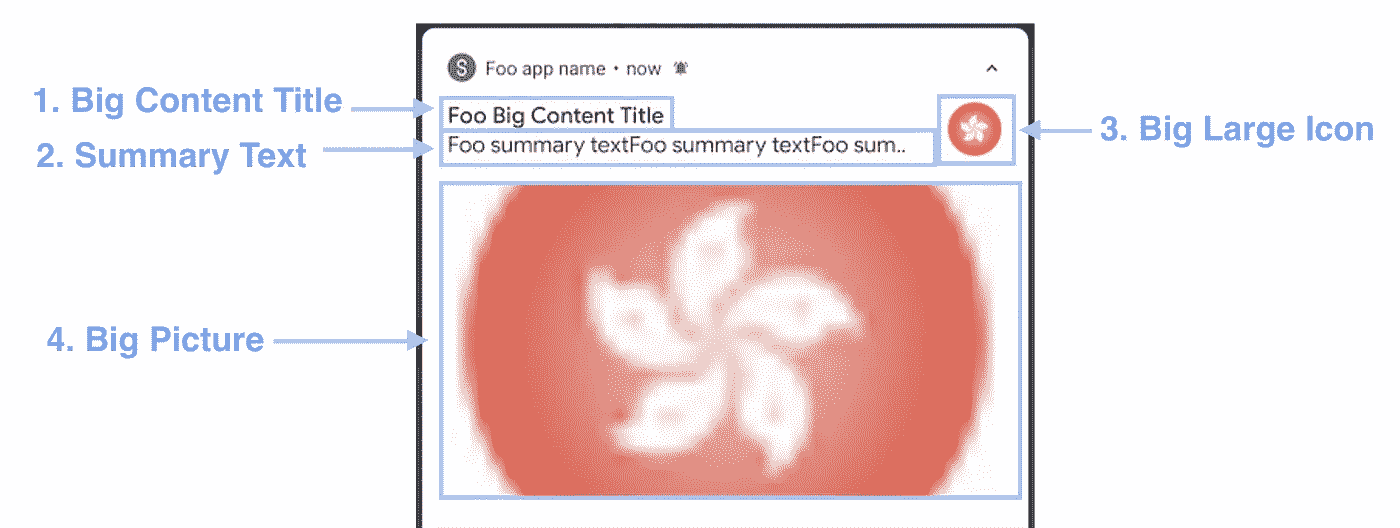 S Foo app name • now
1. Big Content Title
Foo Big Content Title
2. Summary Text
Foo summary textFoo summary textFoo sum..
3. Big Large Icon
4. Big Picture